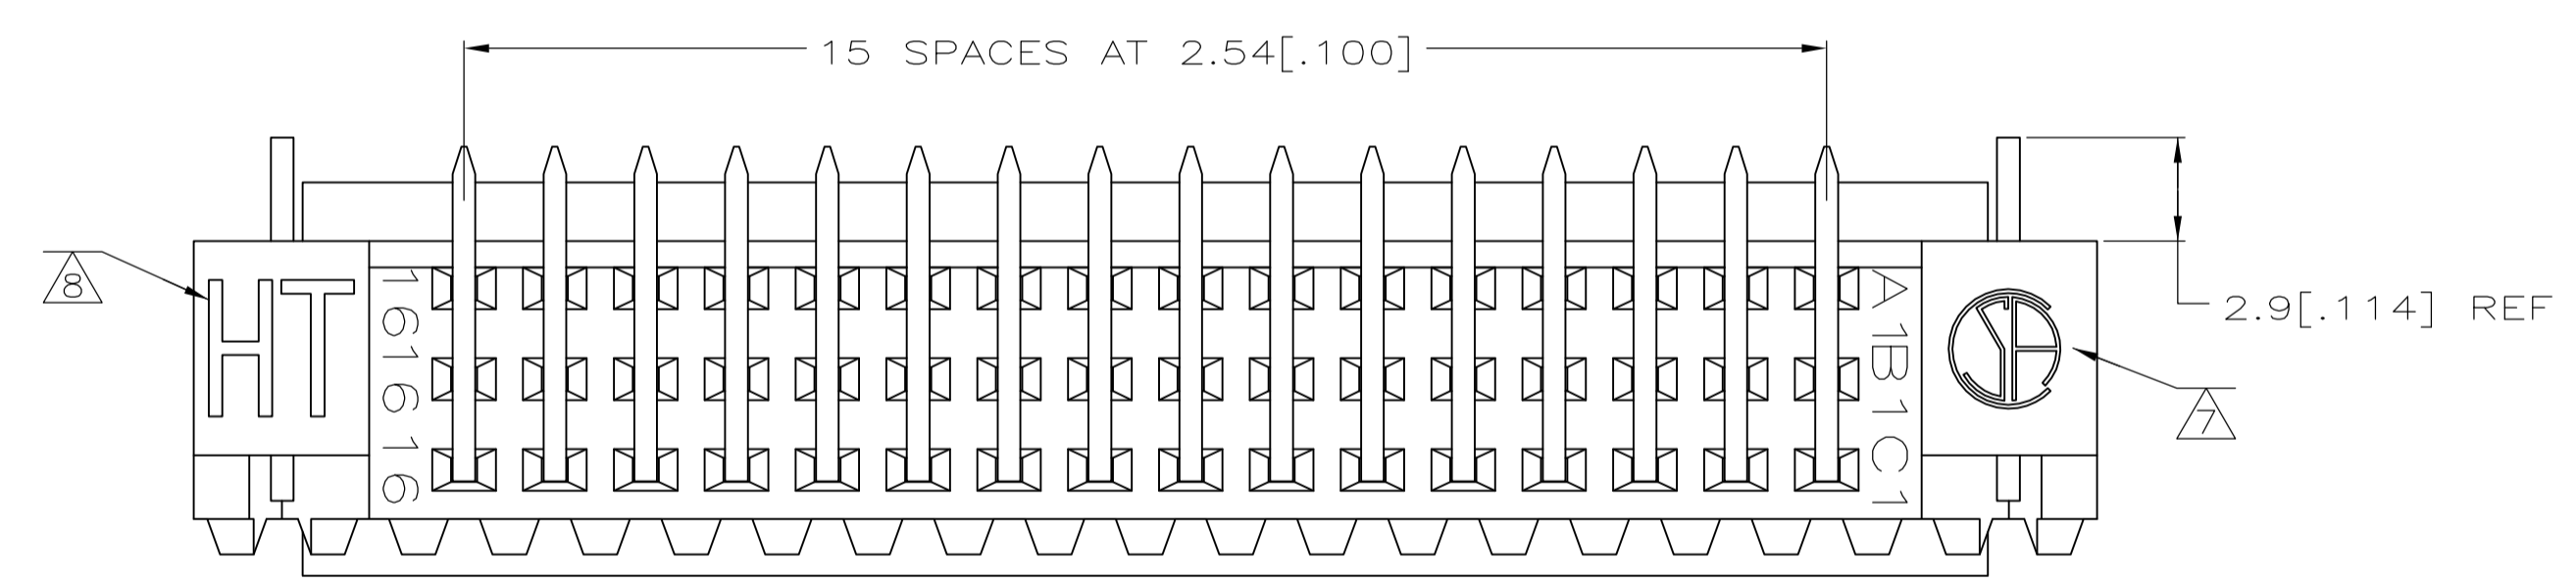 15 SPACES AT 2.54[.100]
8
HT
16
16
16
A1
B1
C1
2.9[.114] REF
7